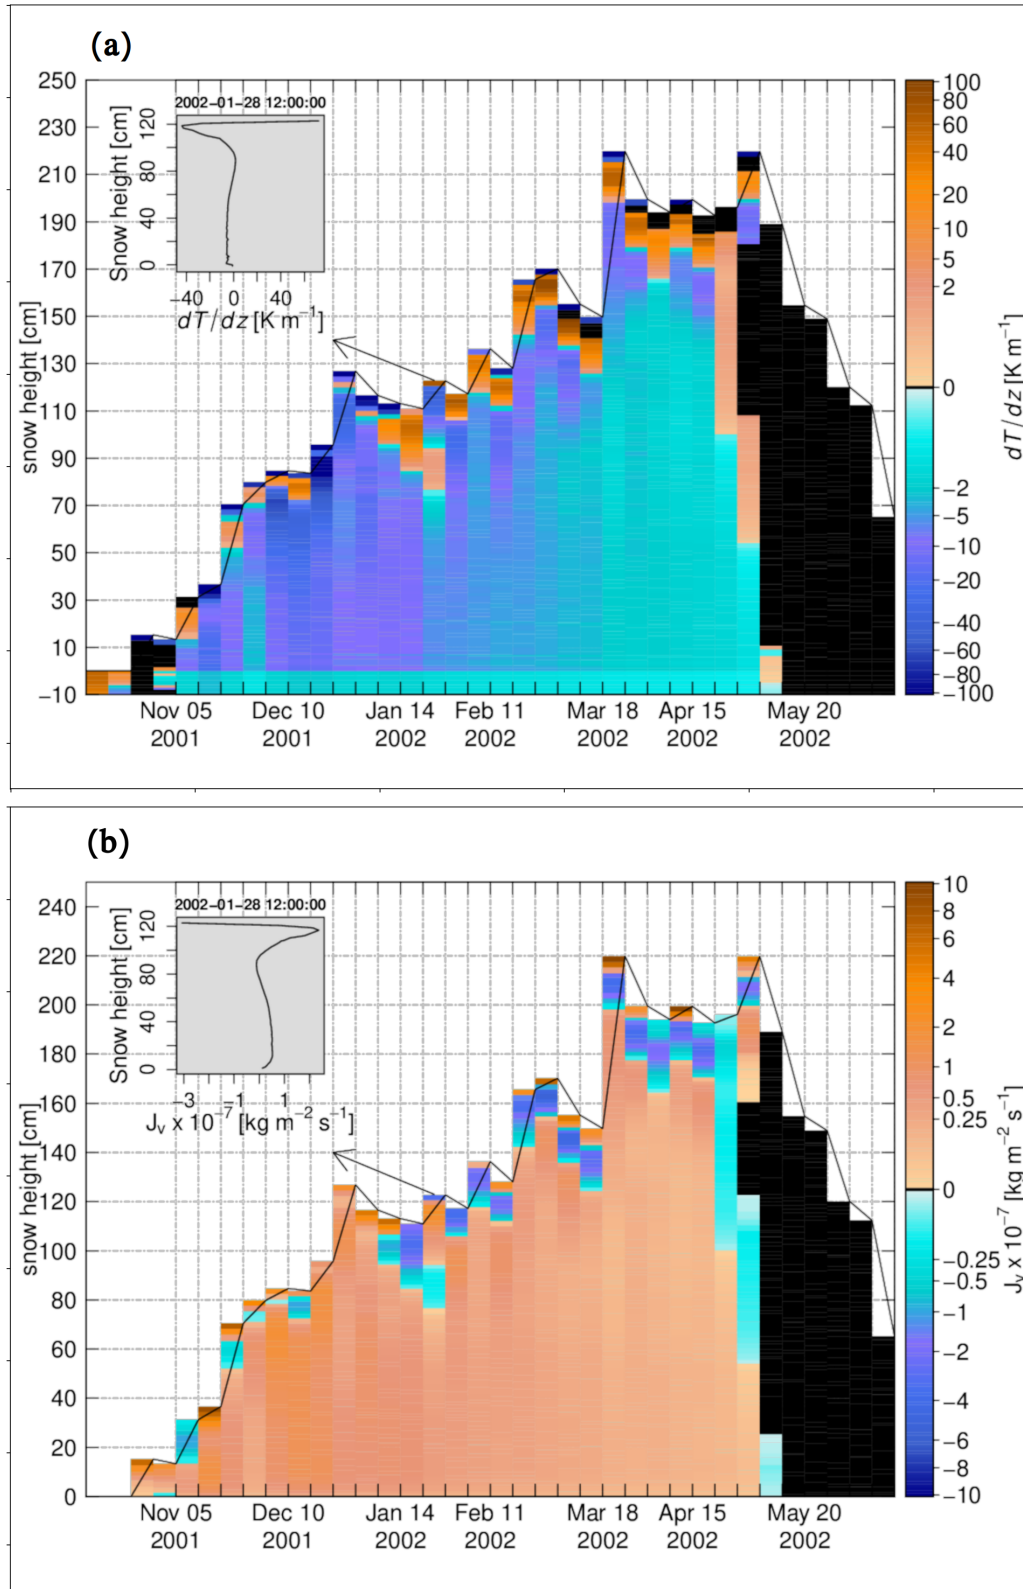 (a)
250
230
210
190
170
150
130
110
90
70
50
30
10
−10
snow height [cm]
2002−01−28 12:00:00
Snow height [cm]
0 40 80 120
−40 0 40
dT/dz [K m−1]
Nov 05 2001
Dec 10 2001
Jan 14 2002
Feb 11 2002
Mar 18 2002
Apr 15 2002
May 20 2002
100
80
60
40
20
10
5
2
0
−2
−5
−10
−20
−40
−60
−80
−100
dT/dz [K m−1]
(b)
240
220
200
180
160
140
120
100
80
60
40
20
0
snow height [cm]
2002−01−28 12:00:00
Snow height [cm]
0 40 80 120
−3 −1 1
Jv x 10−7 [kg m−2 s−1]
Nov 05 2001
Dec 10 2001
Jan 14 2002
Feb 11 2002
Mar 18 2002
Apr 15 2002
May 20 2002
10
8
6
4
2
1
0.5
0.25
0
−0.25
−0.5
−1
−2
−4
−6
−8
−10
Jv x 10−7 [kg m−2 s−1]